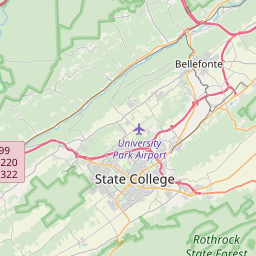 Bellefonte
University
Park Airport
99
220
322
State College
Rothrock
State Forest